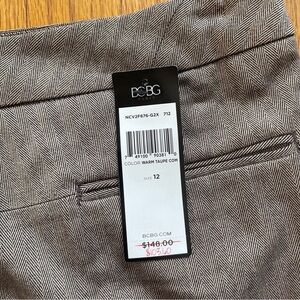 BCBG
NCV2F676-G2X 712
COLOR WARM TAUPE COM
SIZE 12
BCBG.COM
$148.00